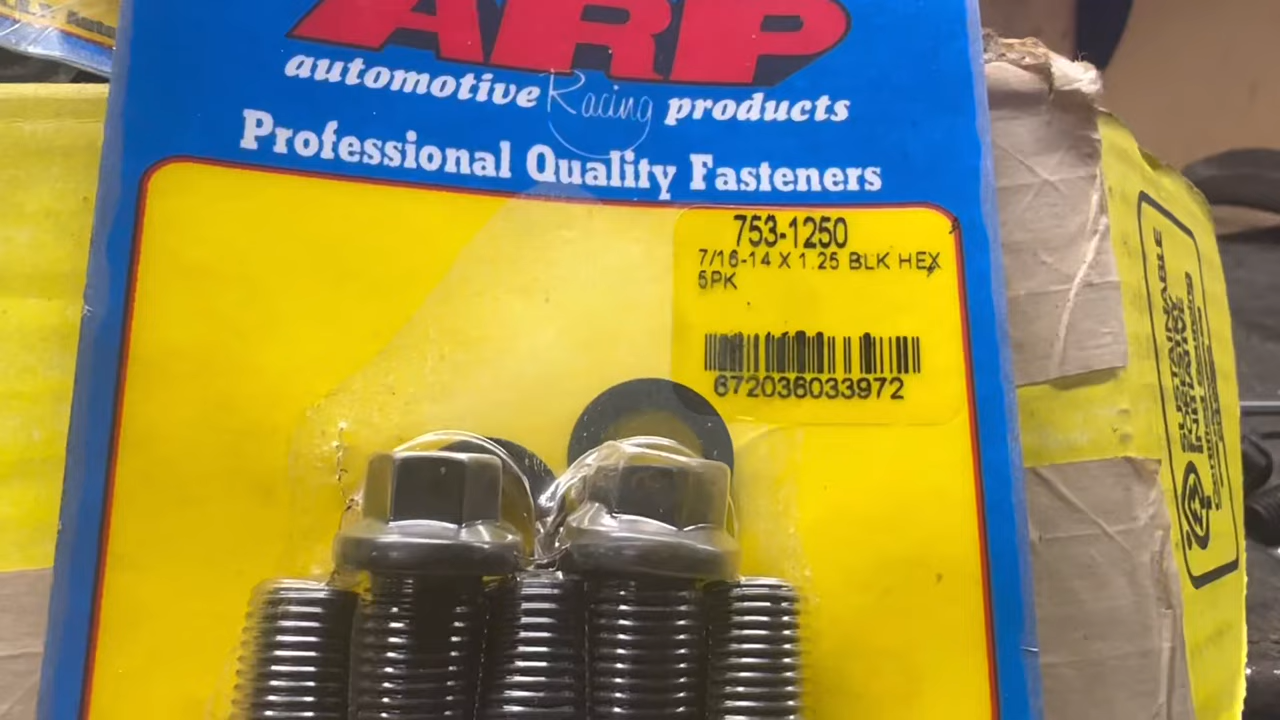 ARP
automotive Racing products
Professional Quality Fasteners
753-1250
7/16-14 X 1.25 BLK HEX
5PK
672036033972